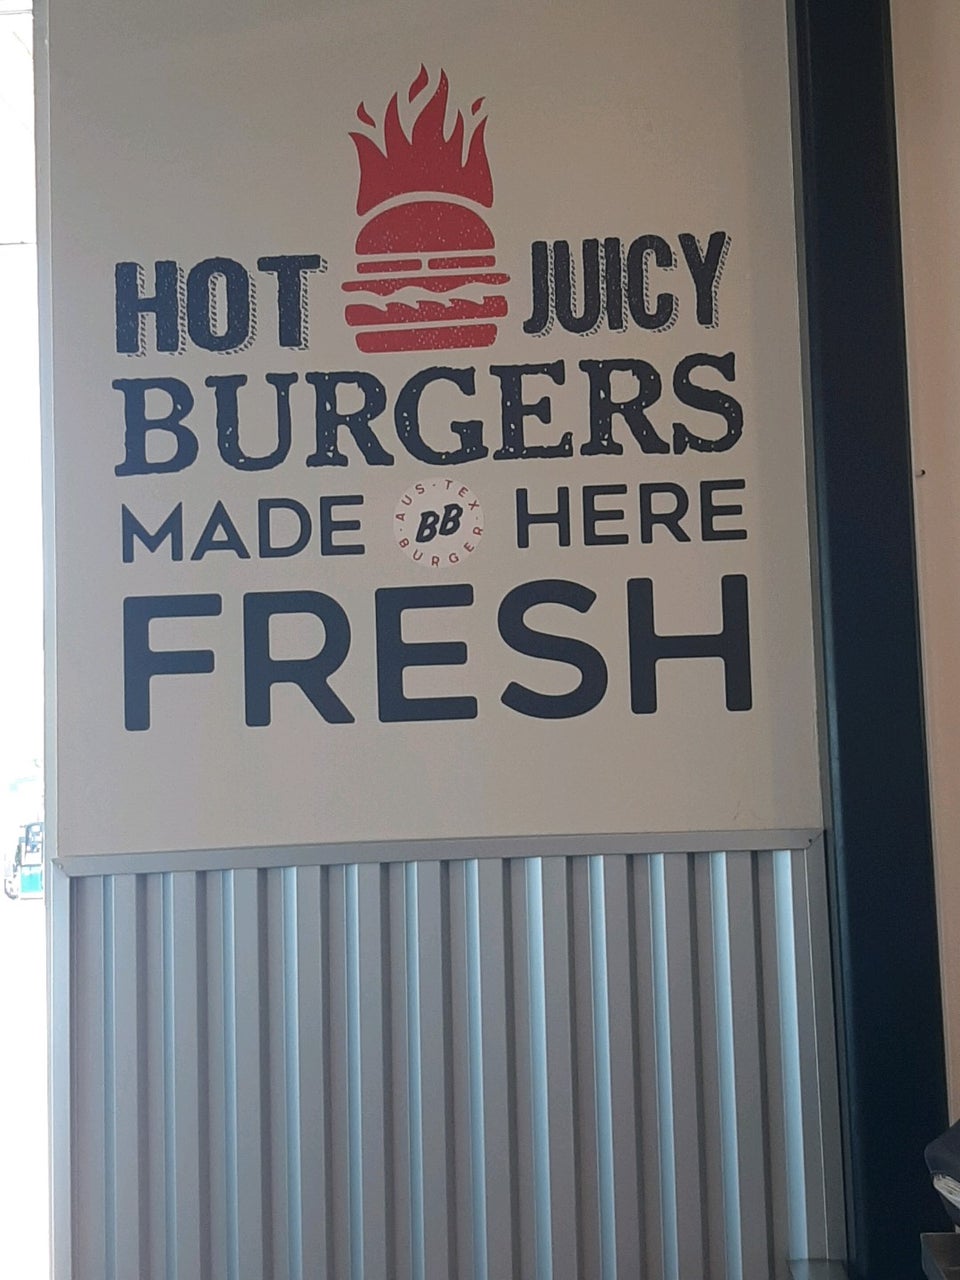 HOT JUICY
BURGERS
MADE HERE
AUS·TEX
BB
BURGER
FRESH